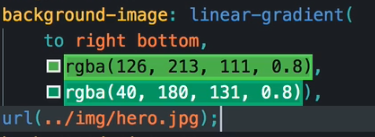 background-image: linear-gradient(
to right bottom,
rgba(126, 213, 111, 0.8),
rgba(40, 180, 131, 0.8)),
url(../img/hero.jpg);